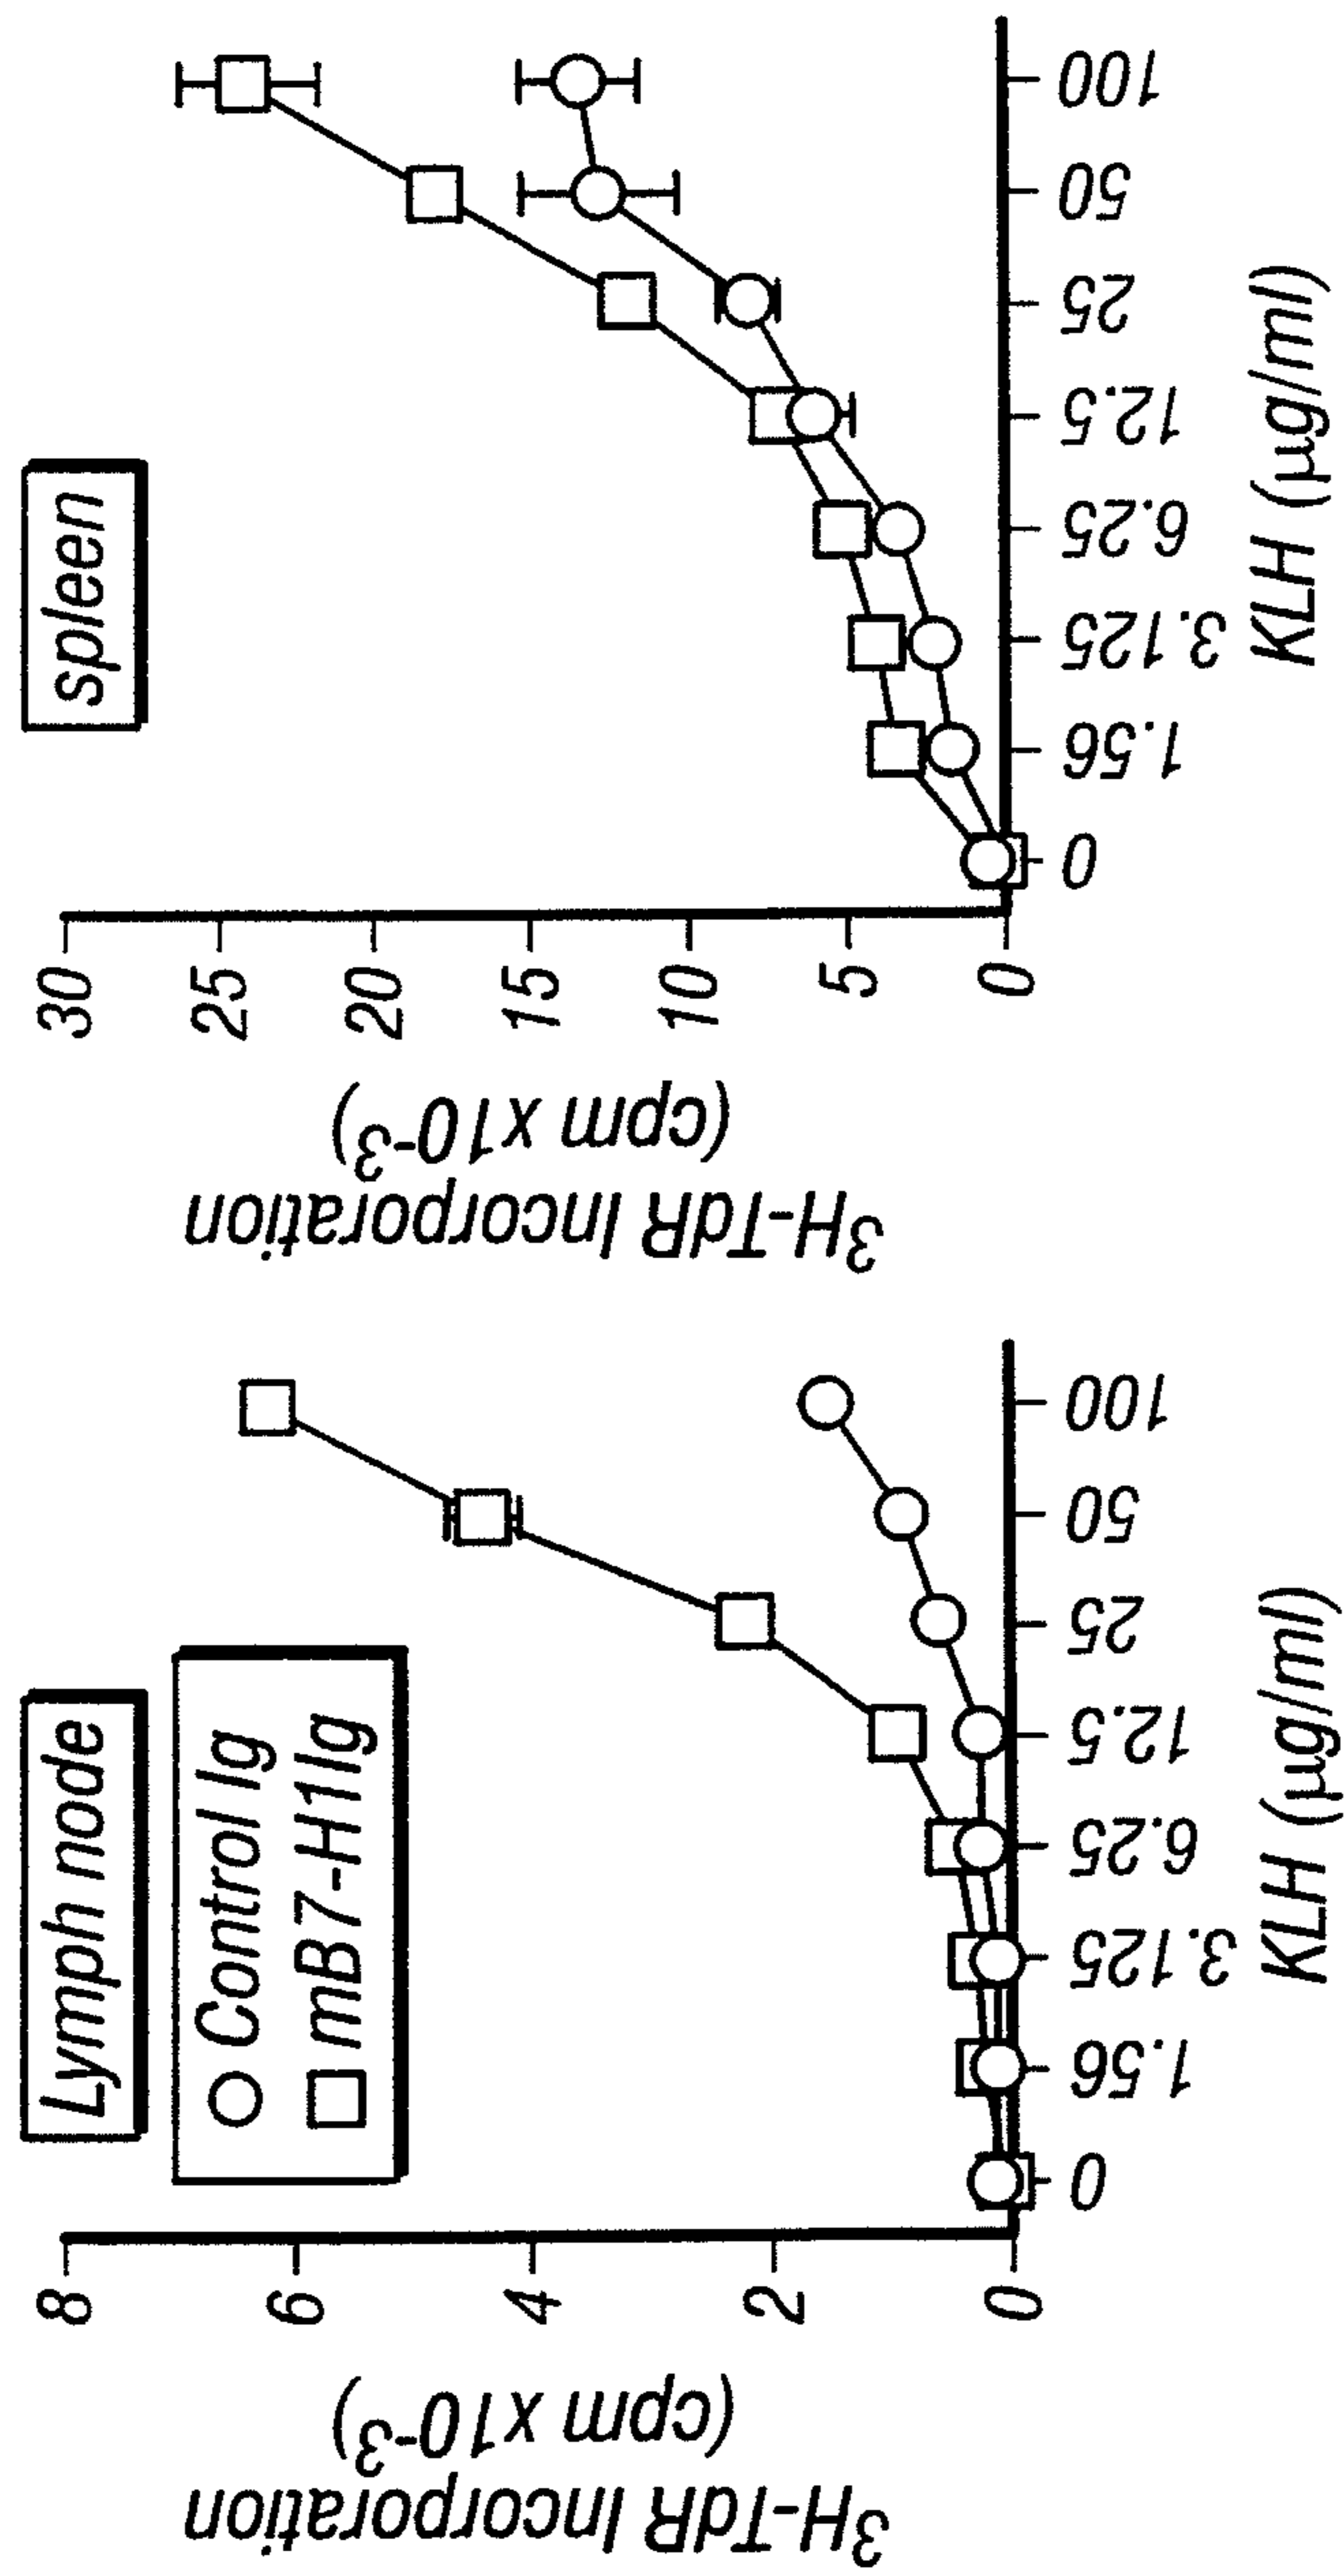 Lymph node
Control Ig
mB7-H1Ig
3H-TdR Incorporation
(cpm x10-3)
8
6
4
2
0
0 1.56 3.125 6.25 12.5 25 50 100
KLH (μg/ml)
spleen
3H-TdR Incorporation
(cpm x10-3)
30
25
20
15
10
5
0
0 1.56 3.125 6.25 12.5 25 50 100
KLH (μg/ml)